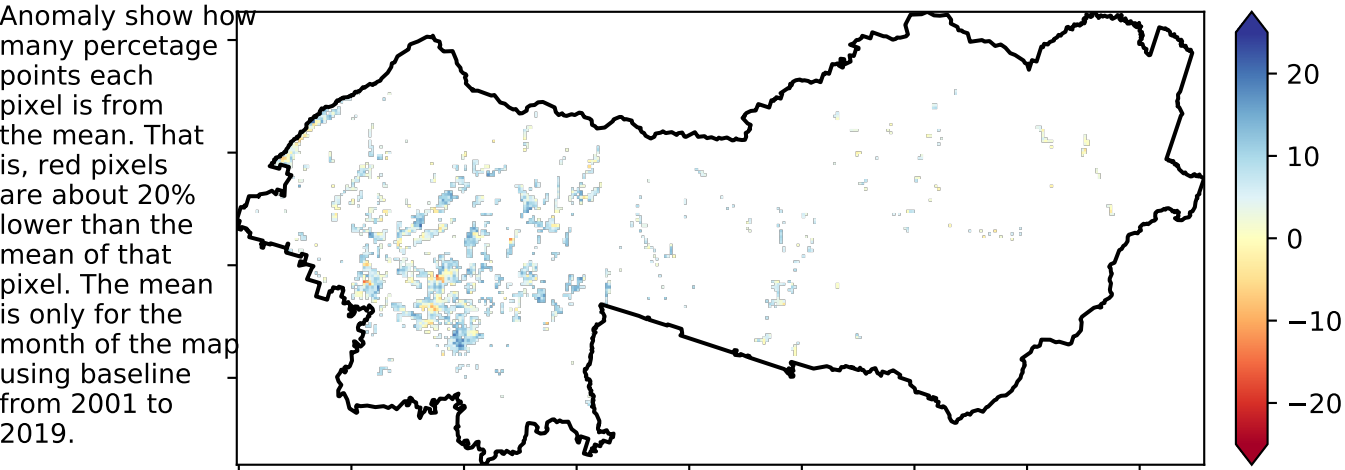 Anomaly show how
many percetage
points each
pixel is from
the mean. That
is, red pixels
are about 20%
lower than the
mean of that
pixel. The mean
is only for the
month of the map
using baseline
from 2001 to
2019.
20
10
0
−10
−20